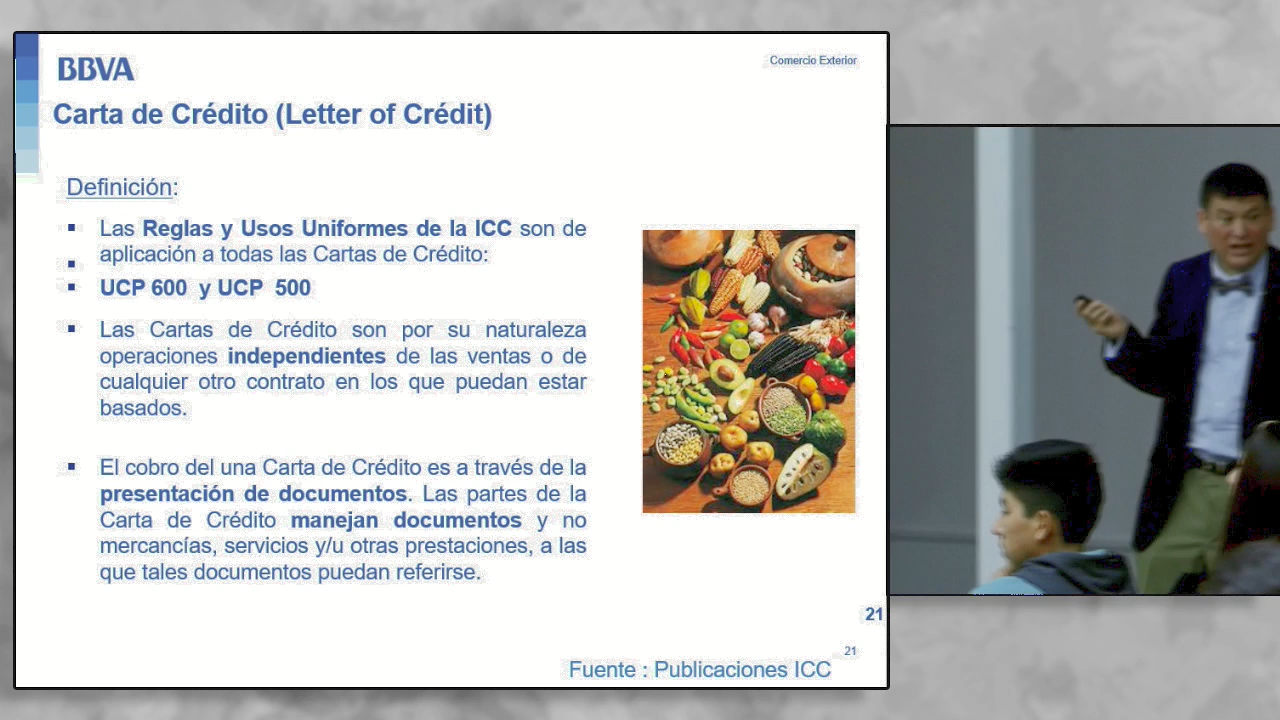 BBVA
Comercio Exterior
Carta de Crédito (Letter of Crédit)
Definición:
Las Reglas y Usos Uniformes de la ICC son de
aplicación a todas las Cartas de Crédito:
UCP 600 y UCP 500
Las Cartas de Crédito son por su naturaleza
operaciones independientes de las ventas o de
cualquier otro contrato en los que puedan estar
basados.
El cobro del una Carta de Crédito es a través de la
presentación de documentos. Las partes de la
Carta de Crédito manejan documentos y no
mercancías, servicios y/u otras prestaciones, a las
que tales documentos puedan referirse.
21
21
Fuente : Publicaciones ICC